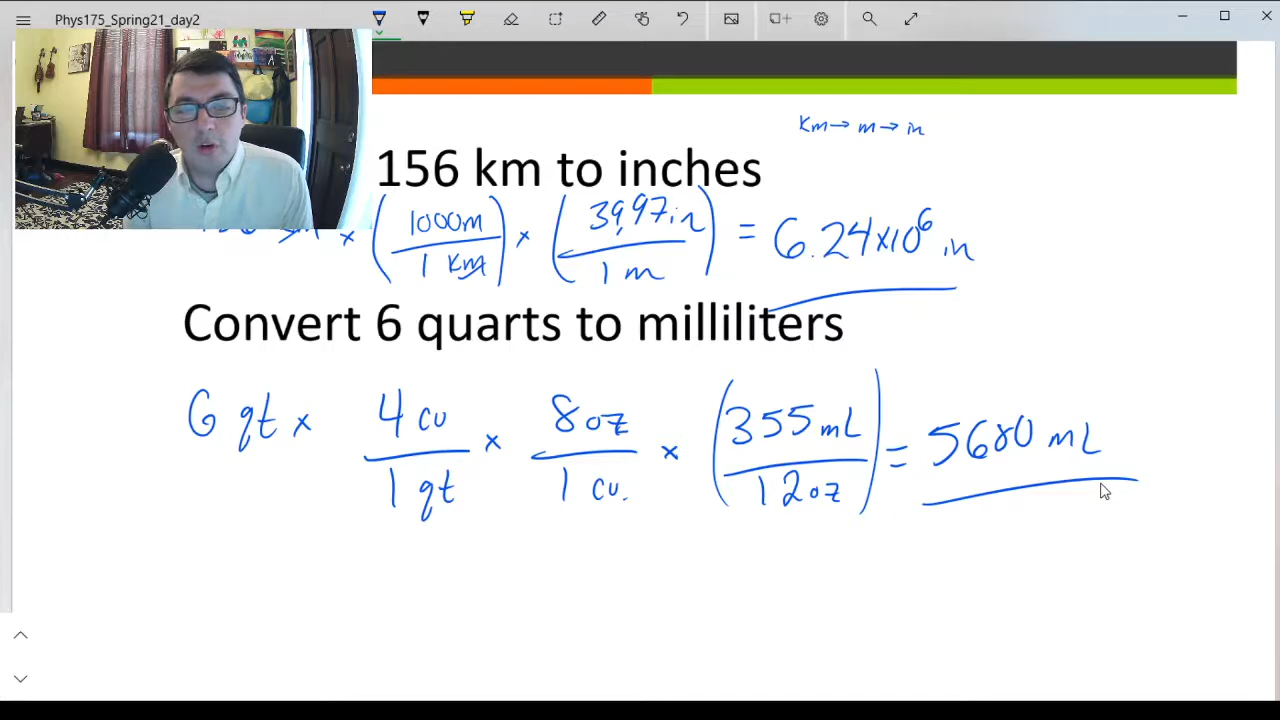 Phys175_Spring21_day2
Km → m → in
156 km to inches
× (1000m / 1 Km) × (39.97in / 1 m) = 6.24×10⁶ in
Convert 6 quarts to milliliters
6 qt × 4 cu / 1 qt × 8 oz / 1 cu. × (355 mL / 12 oz) = 5680 mL